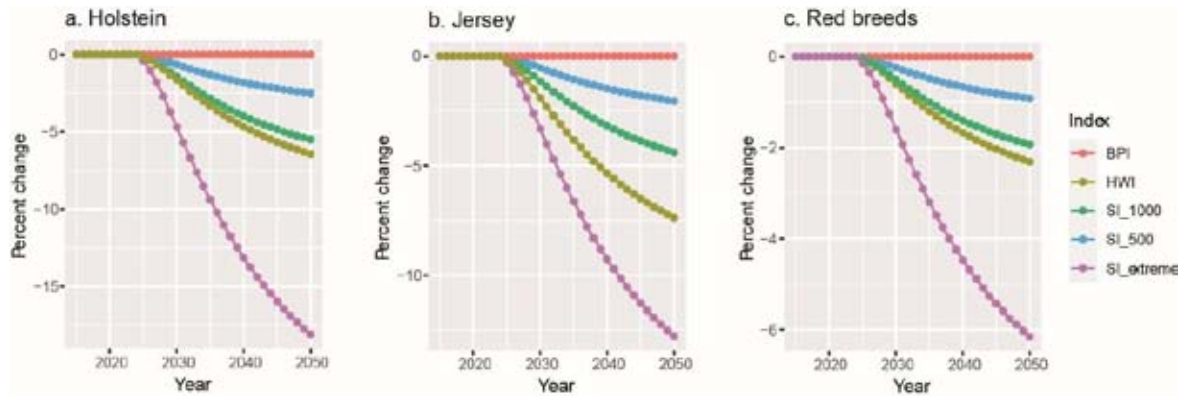 a. Holstein
b. Jersey
c. Red breeds
0
−5
−10
−15
Percent change
2020
2030
2040
2050
Year
0
−5
−10
Percent change
2020
2030
2040
2050
Year
0
−2
−4
−6
Percent change
2020
2030
2040
2050
Year
Index
BPI
HWI
SI_1000
SI_500
SI_extreme